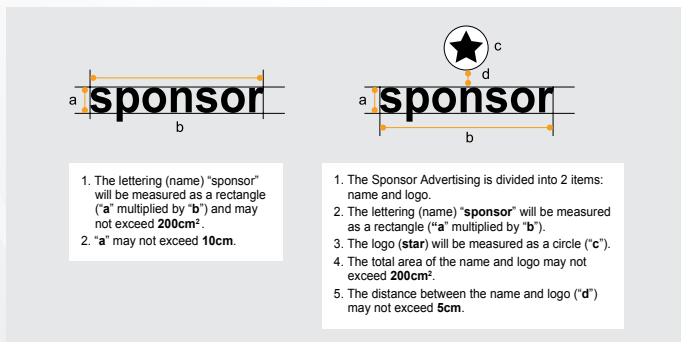 a
sponsor
b
1. The lettering (name) “sponsor”
will be measured as a rectangle
(“a” multiplied by “b”) and may
not exceed 200cm².
2. “a” may not exceed 10cm.
c
d
a
sponsor
b
1. The Sponsor Advertising is divided into 2 items:
name and logo.
2. The lettering (name) “sponsor” will be measured
as a rectangle (“a” multiplied by “b”).
3. The logo (star) will be measured as a circle (“c”).
4. The total area of the name and logo may not
exceed 200cm².
5. The distance between the name and logo (“d”)
may not exceed 5cm.